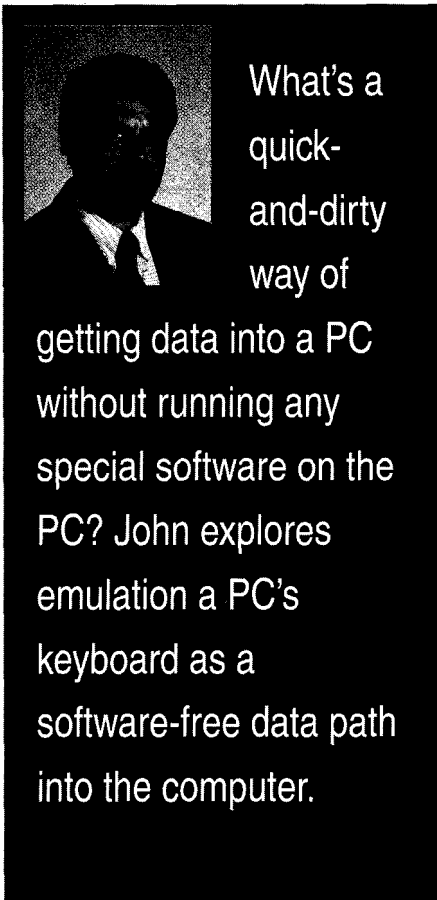 What's a
quick-
and-dirty
way of
getting data into a PC
without running any
special software on the
PC? John explores
emulation a PC's
keyboard as a
software-free data path
into the computer.